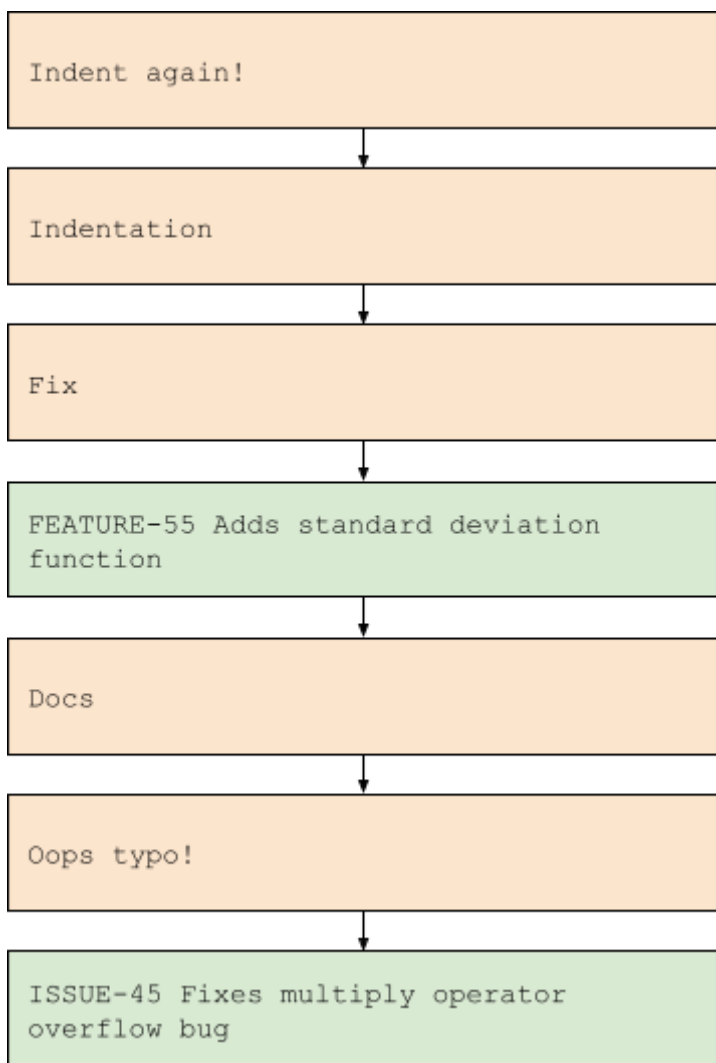 Indent again!
Indentation
Fix
FEATURE-55 Adds standard deviation
function
Docs
Oops typo!
ISSUE-45 Fixes multiply operator
overflow bug